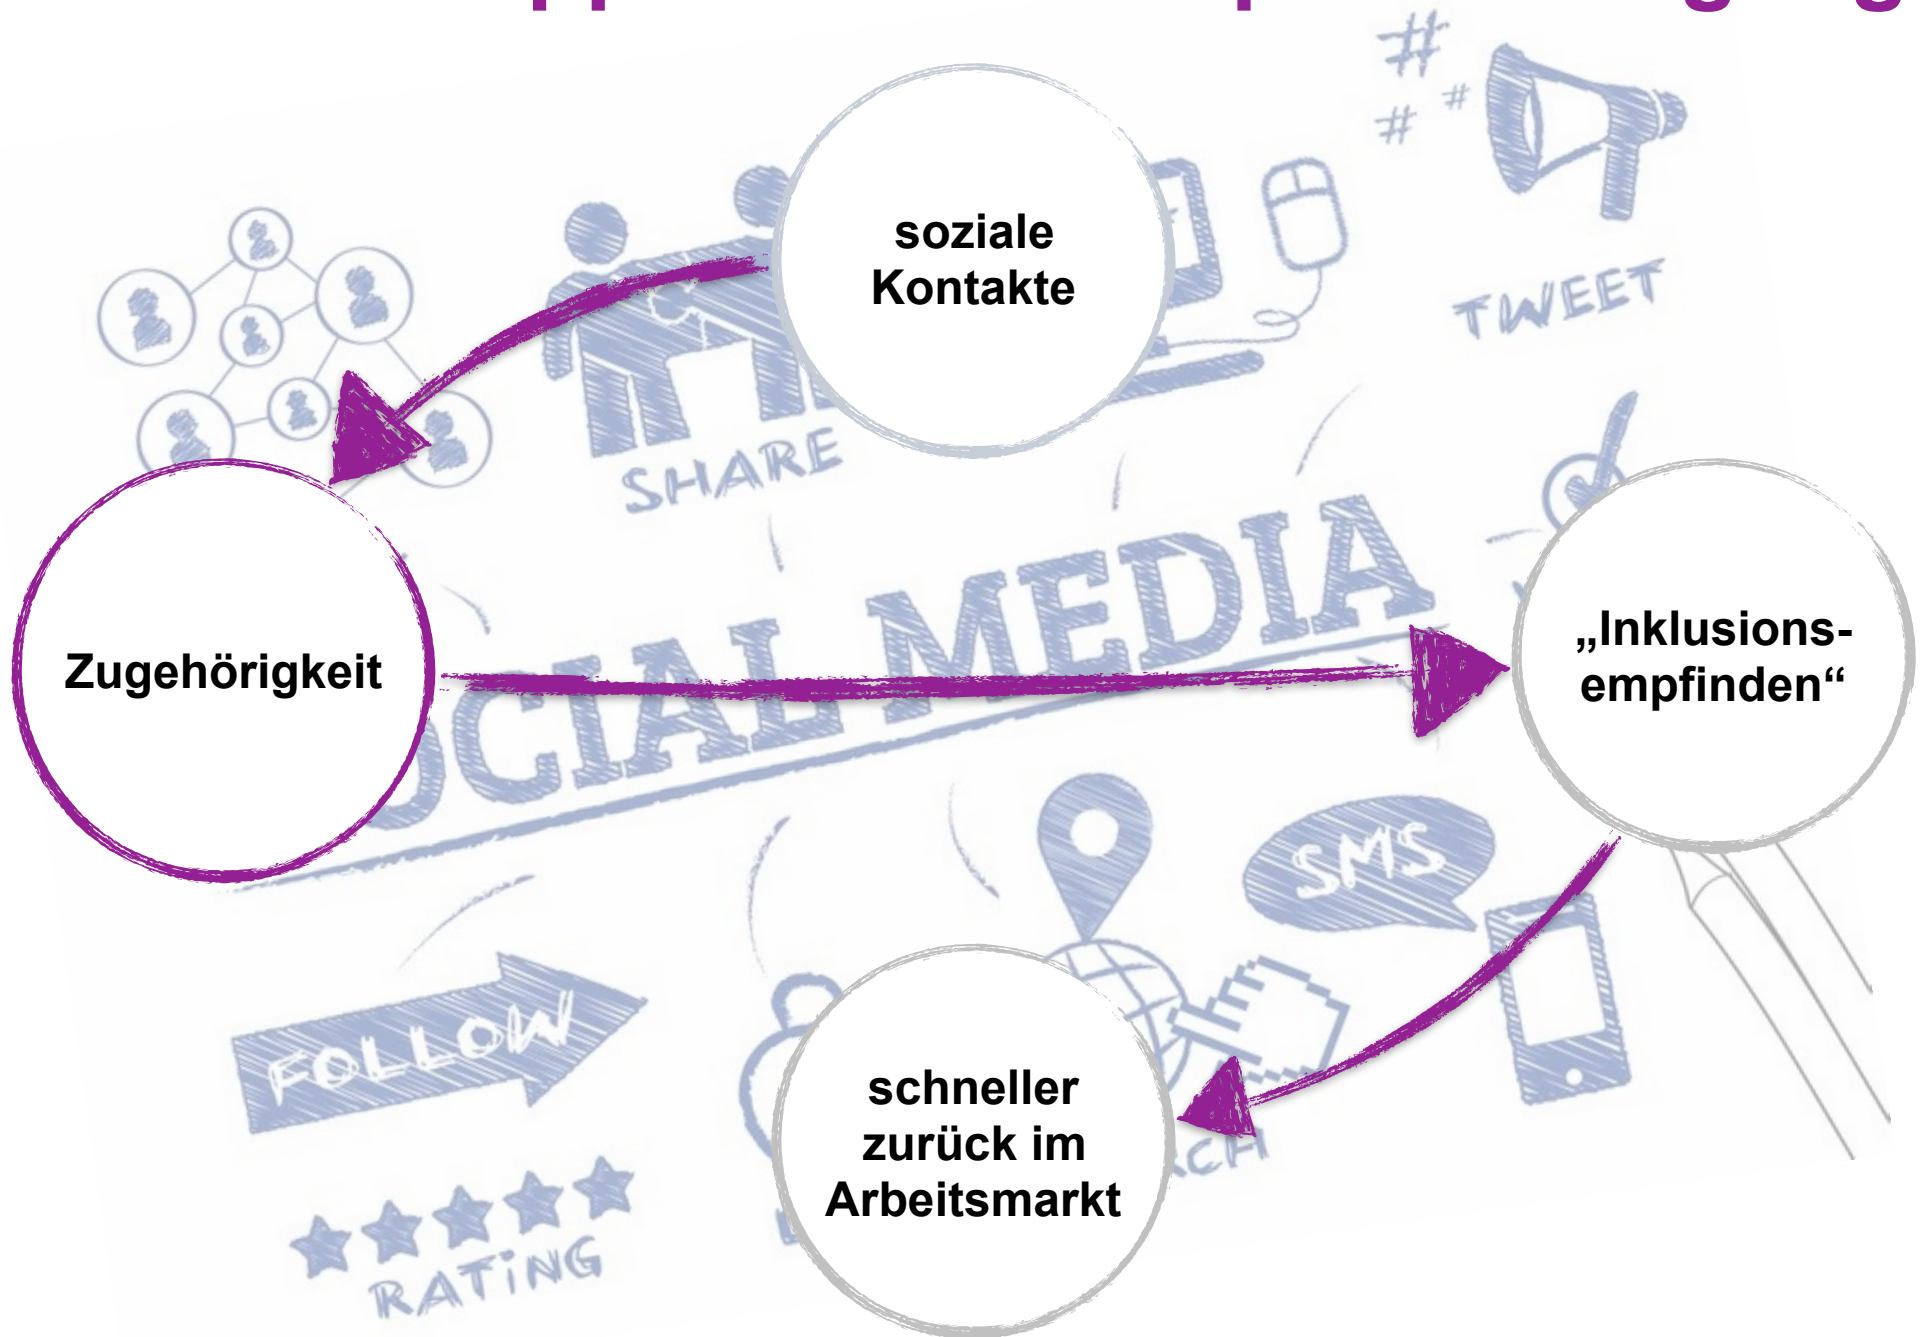 #
#
#
TWEET
soziale
Kontakte
SHARE
SOCIAL MEDIA
Zugehörigkeit
„Inklusions-
empfinden“
SMS
FOLLOW
schneller
zurück im
Arbeitsmarkt
RATiNG